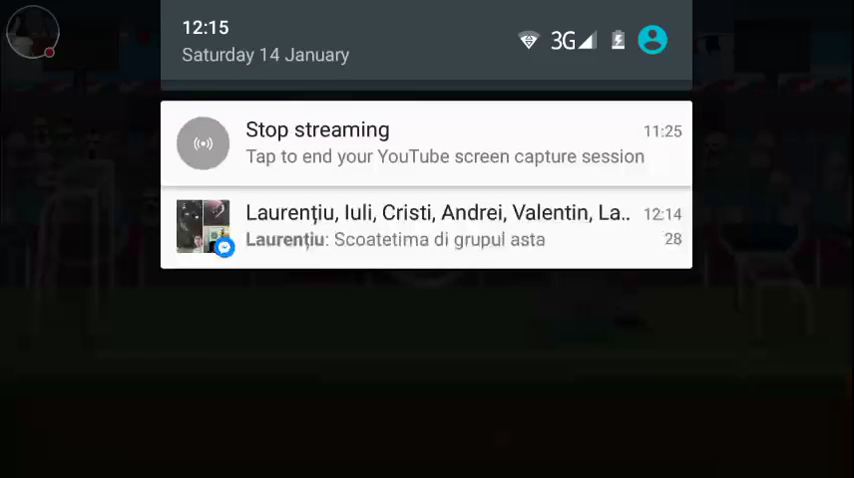 12:15
3G
Saturday 14 January
Stop streaming
11:25
Tap to end your YouTube screen capture session
Laurențiu, Iuli, Cristi, Andrei, Valentin, La..
12:14
Laurențiu: Scoatetima di grupul asta
28